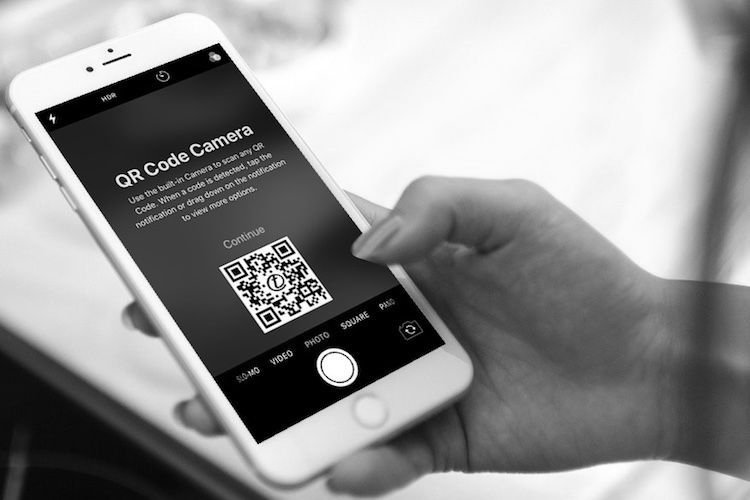 HDR
QR Code Camera
Use the built-in Camera to scan any QR
Code. When a code is detected, tap the
notification or drag down on the notification
to view more options.
Continue
SLO-MO VIDEO PHOTO SQUARE PANO